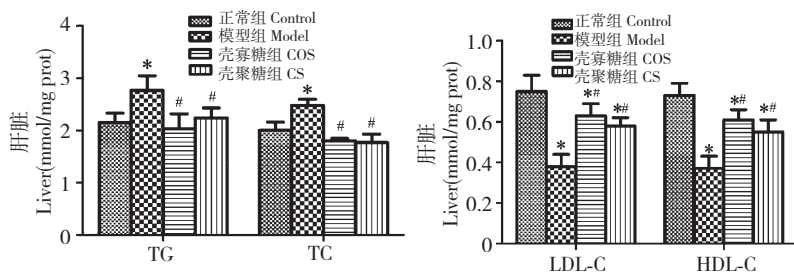 正常组 Control
模型组 Model
壳寡糖组 COS
壳聚糖组 CS
肝脏
Liver(mmol/mg prot)
4
3
2
1
0
*
#
#
*
#
#
TG
TC
正常组 Control
模型组 Model
壳寡糖组 COS
壳聚糖组 CS
肝脏
Liver(mmol/mg prot)
1.0
0.8
0.6
0.4
0.2
0
*
*#
*#
*
*#
*#
LDL-C
HDL-C